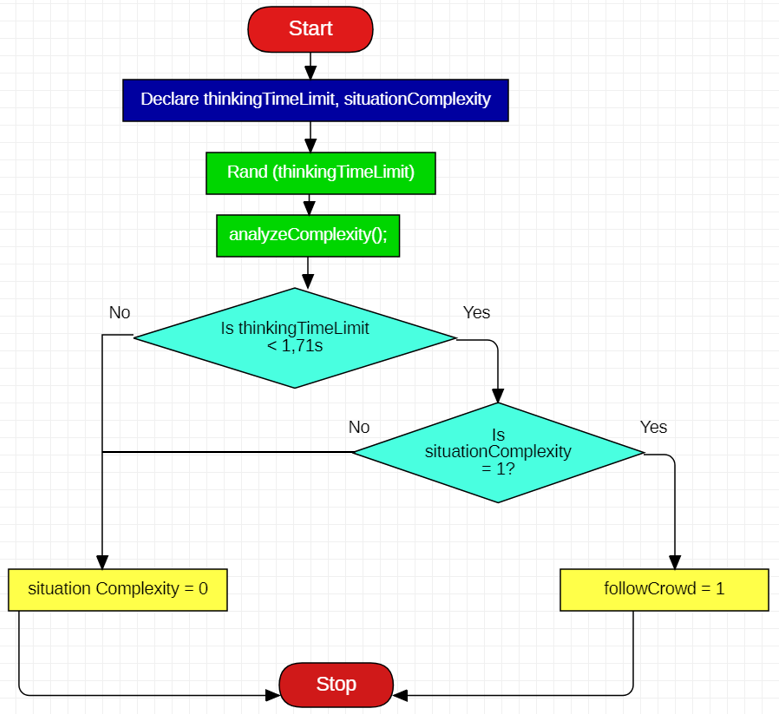 Start
Declare thinkingTimeLimit, situationComplexity
Rand (thinkingTimeLimit)
analyzeComplexity();
No
Yes
Is thinkingTimeLimit
< 1,71s
No
Yes
Is
situationComplexity
= 1?
situation Complexity = 0
followCrowd = 1
Stop